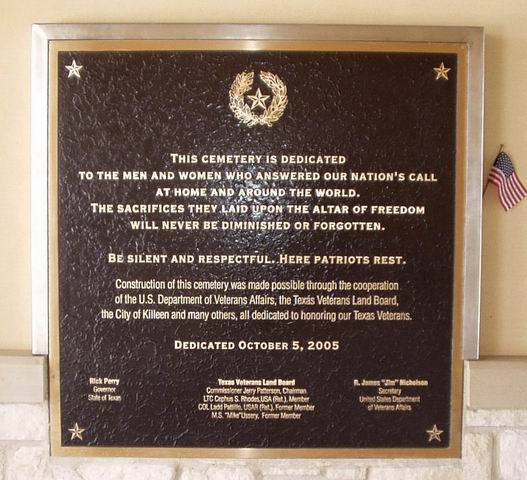 THIS CEMETERY IS DEDICATED
TO THE MEN AND WOMEN WHO ANSWERED OUR NATION'S CALL
AT HOME AND AROUND THE WORLD.
THE SACRIFICES THEY LAID UPON THE ALTAR OF FREEDOM
WILL NEVER BE DIMINISHED OR FORGOTTEN.
BE SILENT AND RESPECTFUL. HERE PATRIOTS REST.
Construction of this cemetery was made possible through the cooperation
of the U.S. Department of Veterans Affairs, the Texas Veterans Land Board,
the City of Killeen and many others, all dedicated to honoring our Texas Veterans.
DEDICATED OCTOBER 5, 2005
Rick Perry
Governor
State of Texas
Texas Veterans Land Board
Commissioner Jerry Patterson, Chairman
LTC Cephus S. Rhodes, USA (Ret.), Member
COL Ladd Pattillo, USAR (Ret.), Former Member
M.S. "Mike" Ussery, Former Member
R. James "Jim" Nicholson
Secretary
United States Department
of Veterans Affairs